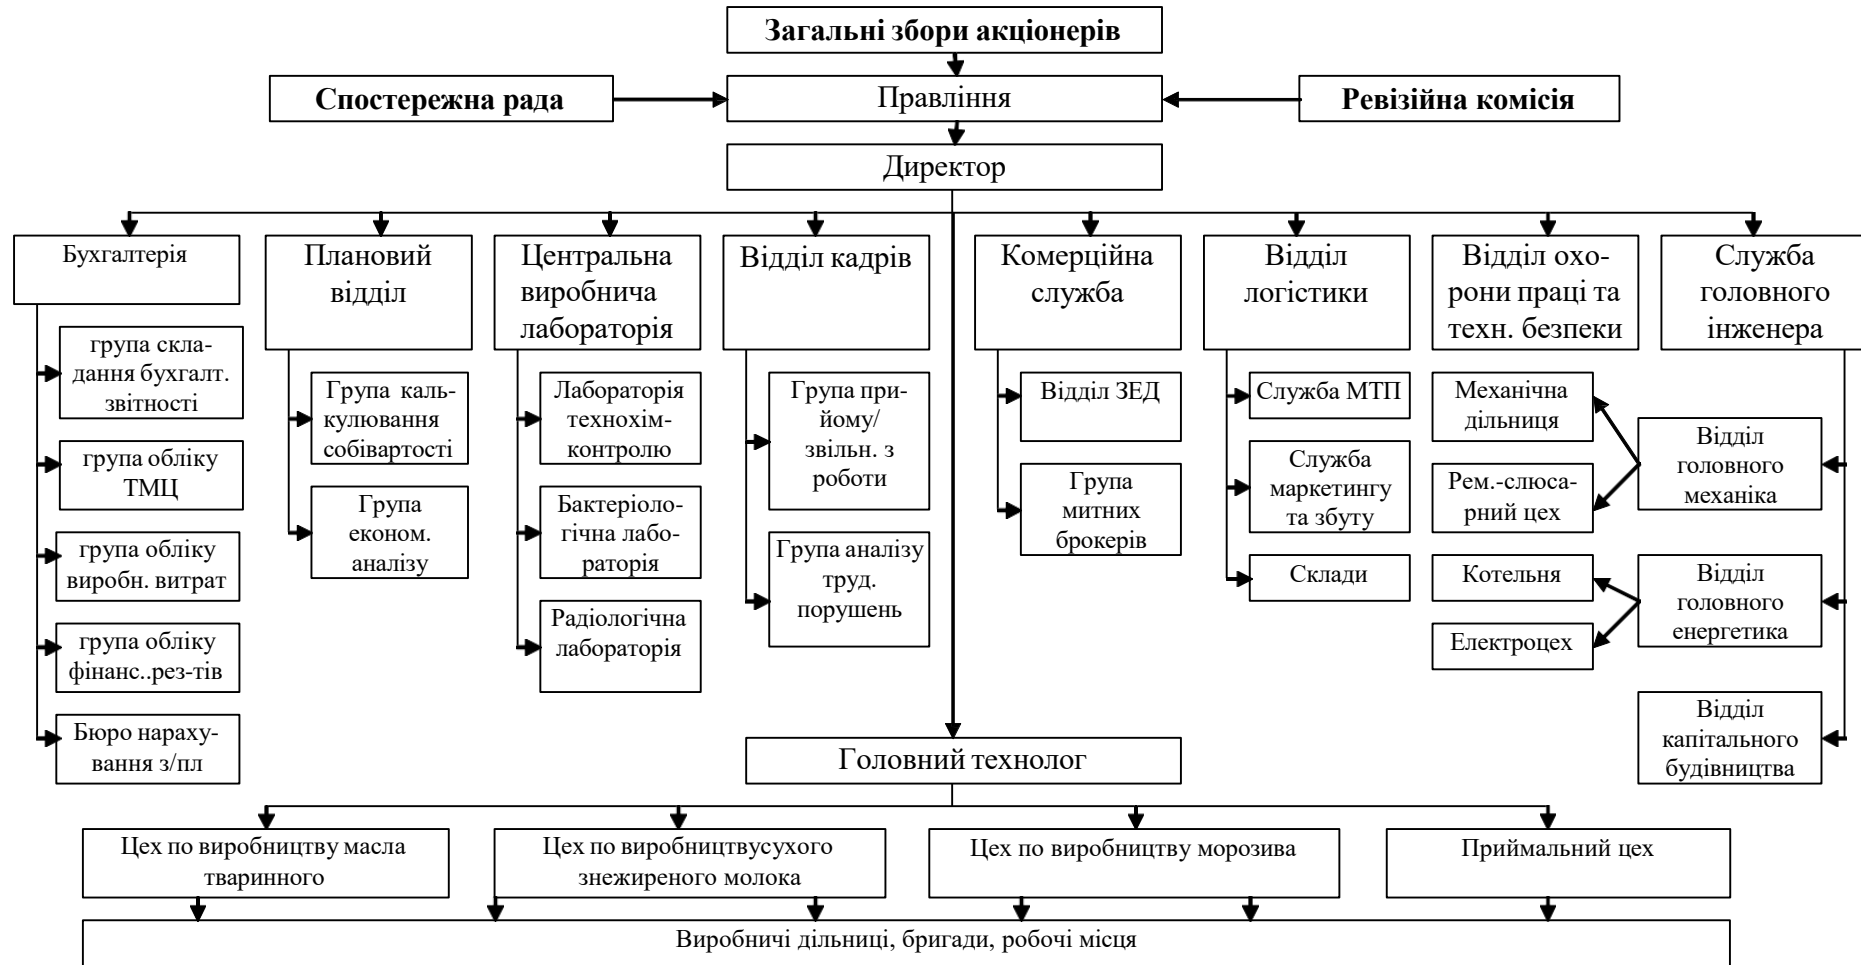 Загальні збори акціонерів
Спостережна рада
Правління
Ревізійна комісія
Директор
Бухгалтерія
Плановий
відділ
Центральна
виробнича
лабораторія
Відділ кадрів
Комерційна
служба
Відділ
логістики
Відділ охо-
рони праці та
техн. безпеки
Служба
головного
інженера
група скла-
дання бухгалт.
звітності
група обліку
ТМЦ
група обліку
виробн. витрат
група обліку
фінанс..рез-тів
Бюро нараху-
вання з/пл
Група каль-
кулювання
собівартості
Група
економ.
аналізу
Лабораторія
технохім-
контролю
Бактеріоло-
гічна лабо-
раторія
Радіологічна
лабораторія
Група при-
йому/
звільн. з
роботи
Група аналізу
труд.
порушень
Відділ ЗЕД
Група
митних
брокерів
Служба МТП
Служба
маркетингу
та збуту
Склади
Механічна
дільниця
Рем.-слюса-
рний цех
Котельня
Електроцех
Відділ
головного
механіка
Відділ
головного
енергетика
Відділ
капітального
будівництва
Головний технолог
Цех по виробництву масла
тваринного
Цех по виробництвусухого
знежиреного молока
Цех по виробництву морозива
Приймальний цех
Виробничі дільниці, бригади, робочі місця